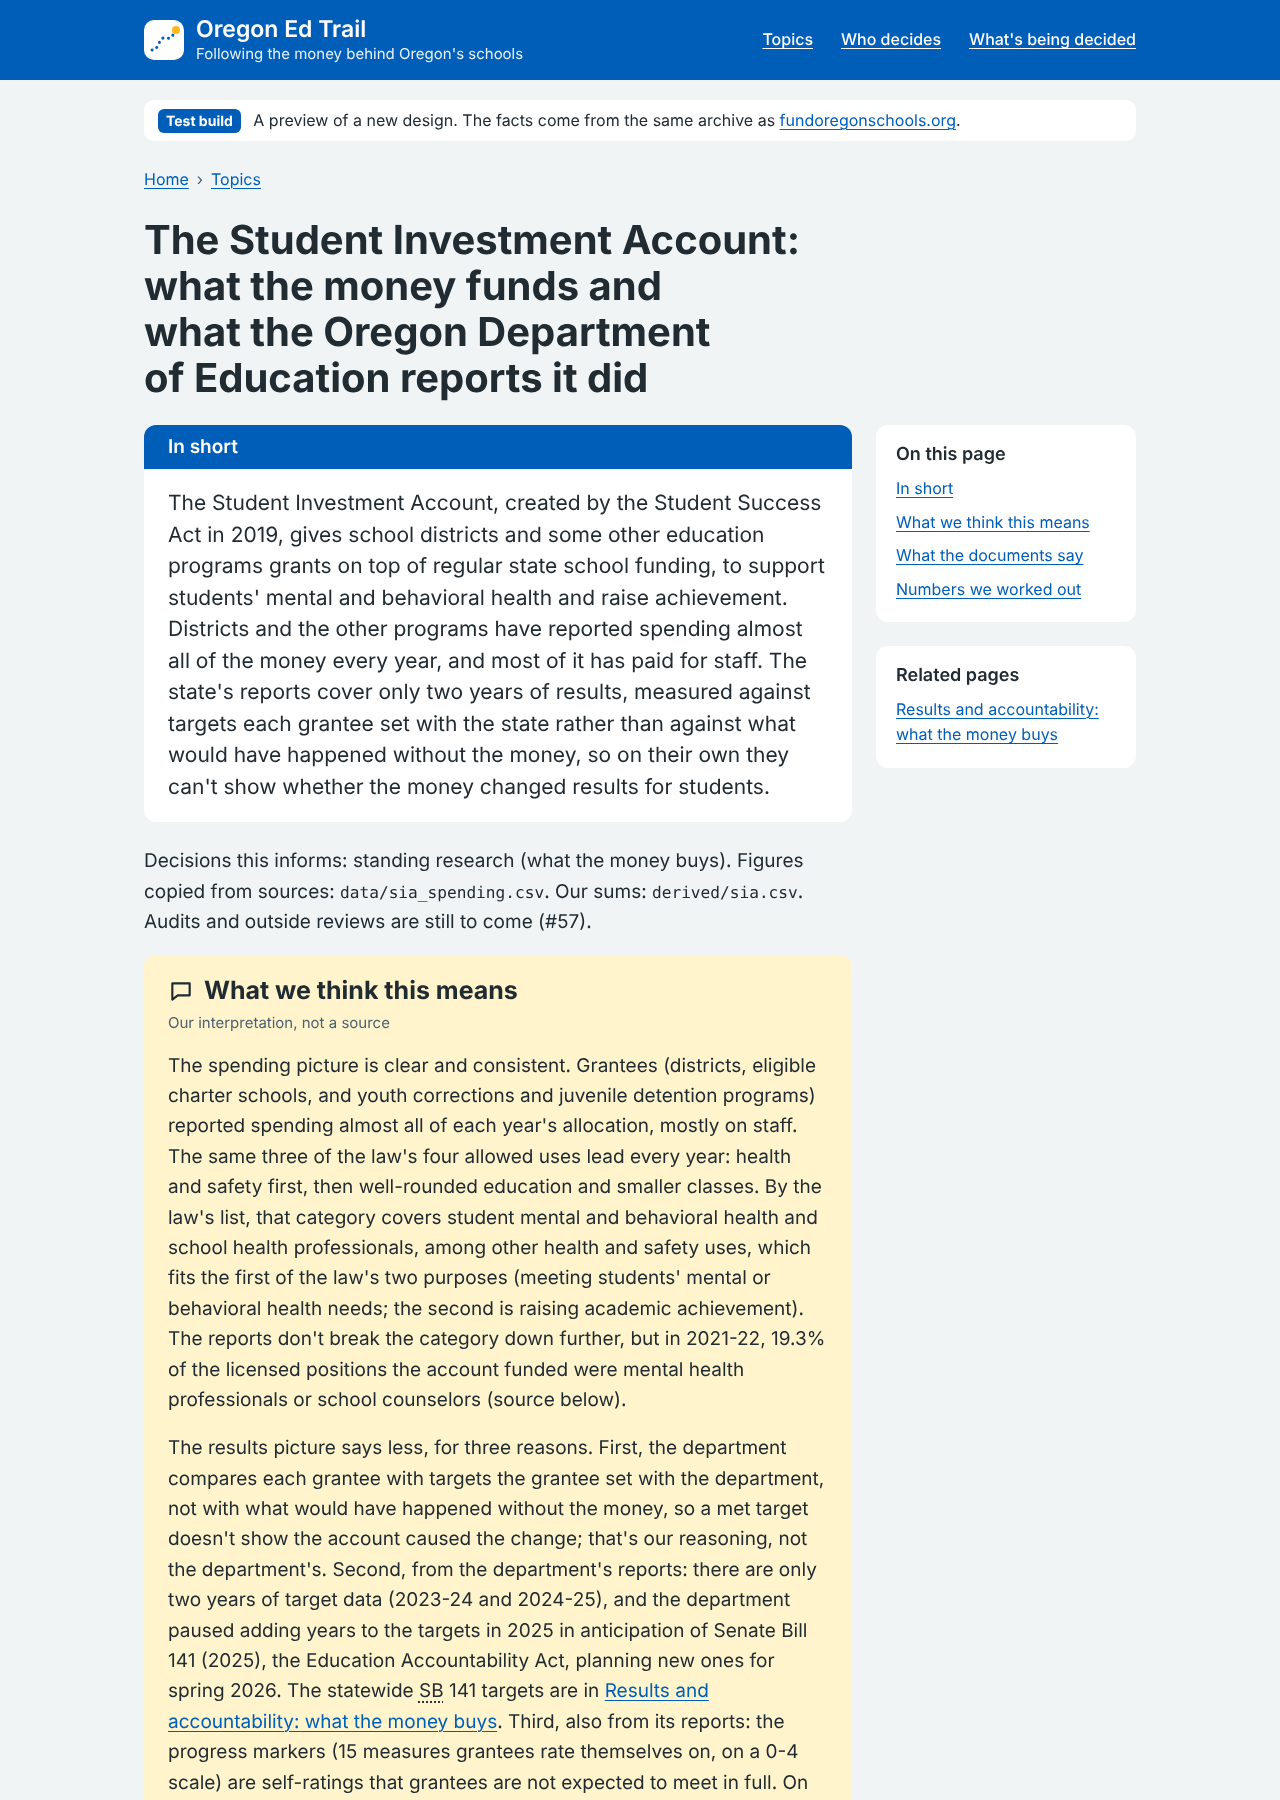 Oregon Ed Trail
Following the money behind Oregon's schools
Topics
Who decides
What's being decided
Test build
A preview of a new design. The facts come from the same archive as fundoregonschools.org.
Home › Topics
The Student Investment Account:
what the money funds and
what the Oregon Department
of Education reports it did
In short
The Student Investment Account, created by the Student Success
Act in 2019, gives school districts and some other education
programs grants on top of regular state school funding, to support
students' mental and behavioral health and raise achievement.
Districts and the other programs have reported spending almost
all of the money every year, and most of it has paid for staff. The
state's reports cover only two years of results, measured against
targets each grantee set with the state rather than against what
would have happened without the money, so on their own they
can't show whether the money changed results for students.
On this page
In short
What we think this means
What the documents say
Numbers we worked out
Related pages
Results and accountability:
what the money buys
Decisions this informs: standing research (what the money buys). Figures
copied from sources: data/sia_spending.csv. Our sums: derived/sia.csv.
Audits and outside reviews are still to come (#57).
What we think this means
Our interpretation, not a source
The spending picture is clear and consistent. Grantees (districts, eligible
charter schools, and youth corrections and juvenile detention programs)
reported spending almost all of each year's allocation, mostly on staff.
The same three of the law's four allowed uses lead every year: health
and safety first, then well-rounded education and smaller classes. By the
law's list, that category covers student mental and behavioral health and
school health professionals, among other health and safety uses, which
fits the first of the law's two purposes (meeting students' mental or
behavioral health needs; the second is raising academic achievement).
The reports don't break the category down further, but in 2021-22, 19.3%
of the licensed positions the account funded were mental health
professionals or school counselors (source below).
The results picture says less, for three reasons. First, the department
compares each grantee with targets the grantee set with the department,
not with what would have happened without the money, so a met target
doesn't show the account caused the change; that's our reasoning, not
the department's. Second, from the department's reports: there are only
two years of target data (2023-24 and 2024-25), and the department
paused adding years to the targets in 2025 in anticipation of Senate Bill
141 (2025), the Education Accountability Act, planning new ones for
spring 2026. The statewide SB 141 targets are in Results and
accountability: what the money buys. Third, also from its reports: the
progress markers (15 measures grantees rate themselves on, on a 0-4
scale) are self-ratings that grantees are not expected to meet in full. On